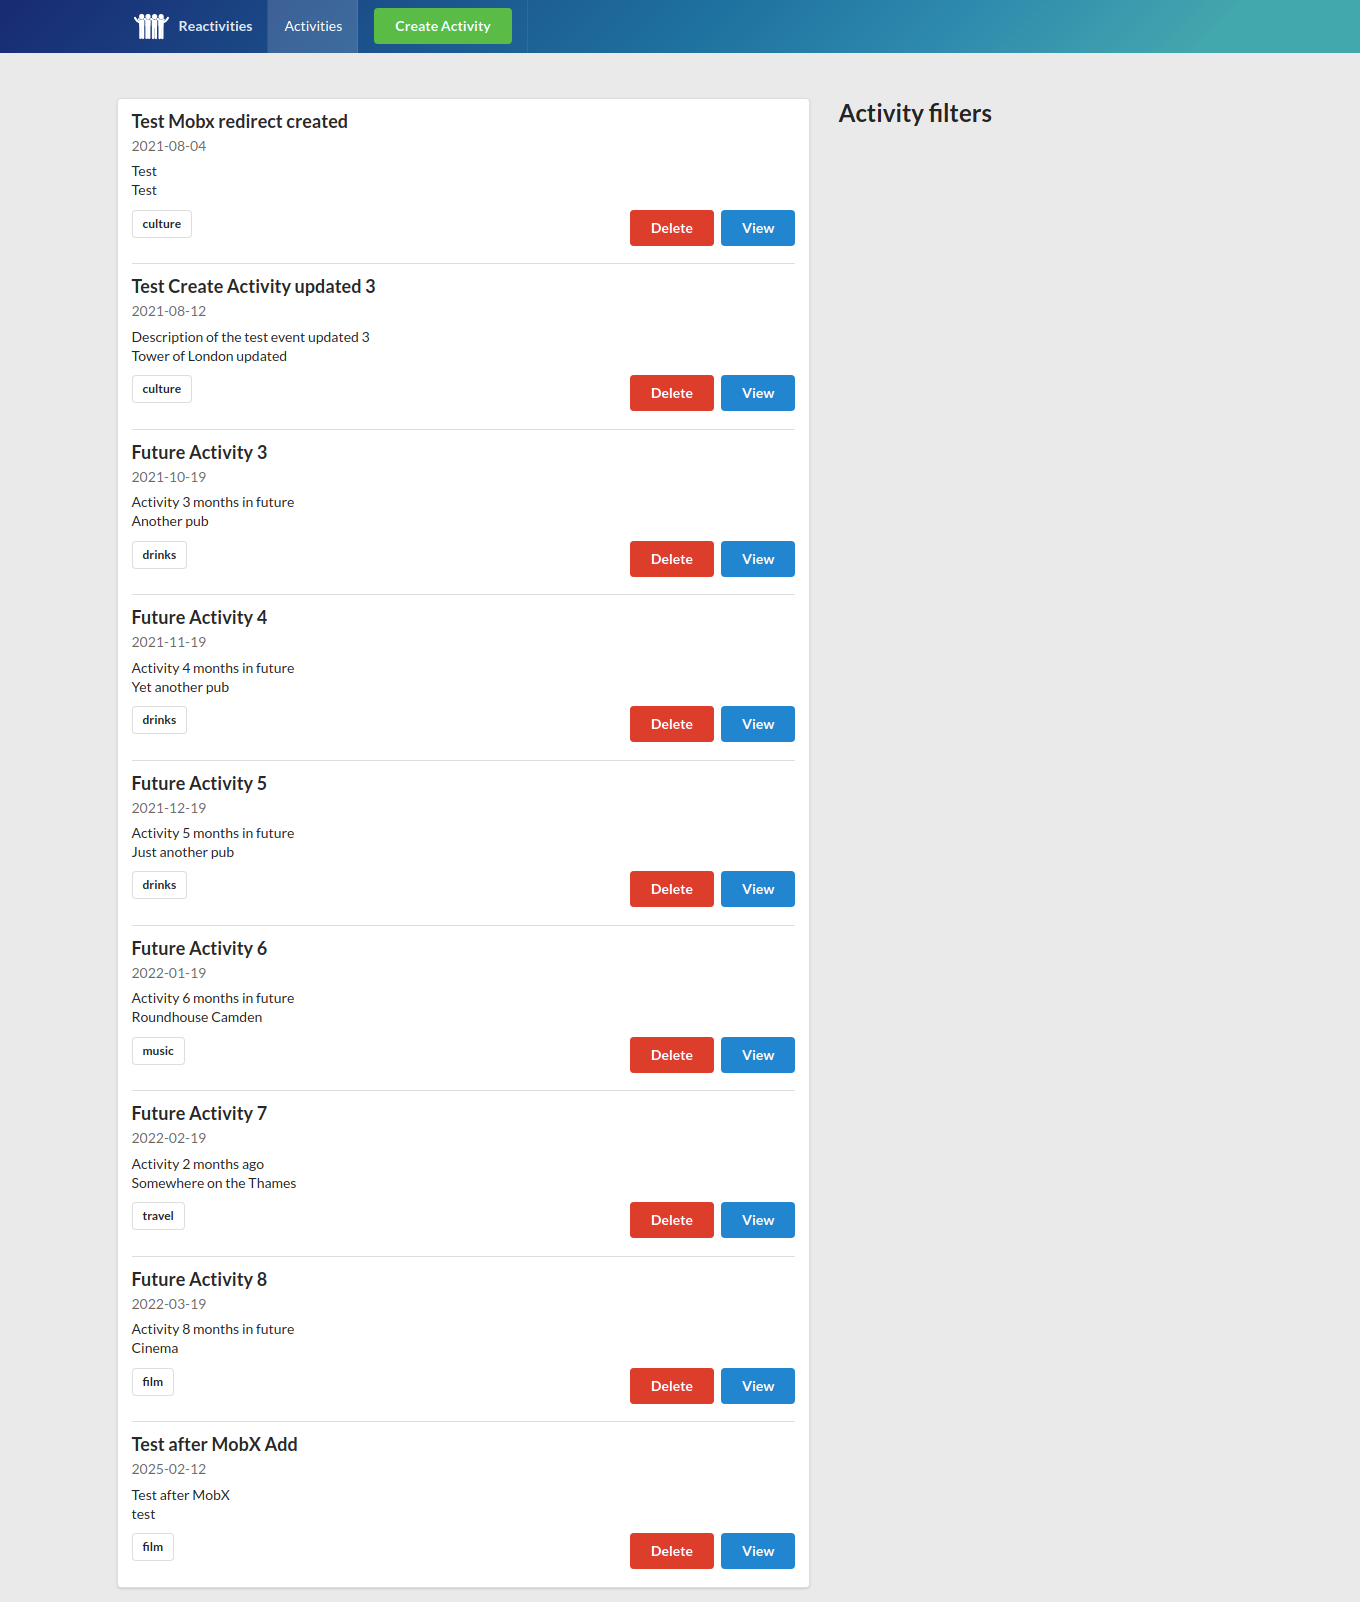 Reactivities Activities Create Activity
Activity filters
Test Mobx redirect created
2021-08-04
Test
Test
culture Delete View
Test Create Activity updated 3
2021-08-12
Description of the test event updated 3
Tower of London updated
culture Delete View
Future Activity 3
2021-10-19
Activity 3 months in future
Another pub
drinks Delete View
Future Activity 4
2021-11-19
Activity 4 months in future
Yet another pub
drinks Delete View
Future Activity 5
2021-12-19
Activity 5 months in future
Just another pub
drinks Delete View
Future Activity 6
2022-01-19
Activity 6 months in future
Roundhouse Camden
music Delete View
Future Activity 7
2022-02-19
Activity 2 months ago
Somewhere on the Thames
travel Delete View
Future Activity 8
2022-03-19
Activity 8 months in future
Cinema
film Delete View
Test after MobX Add
2025-02-12
Test after MobX
test
film Delete View